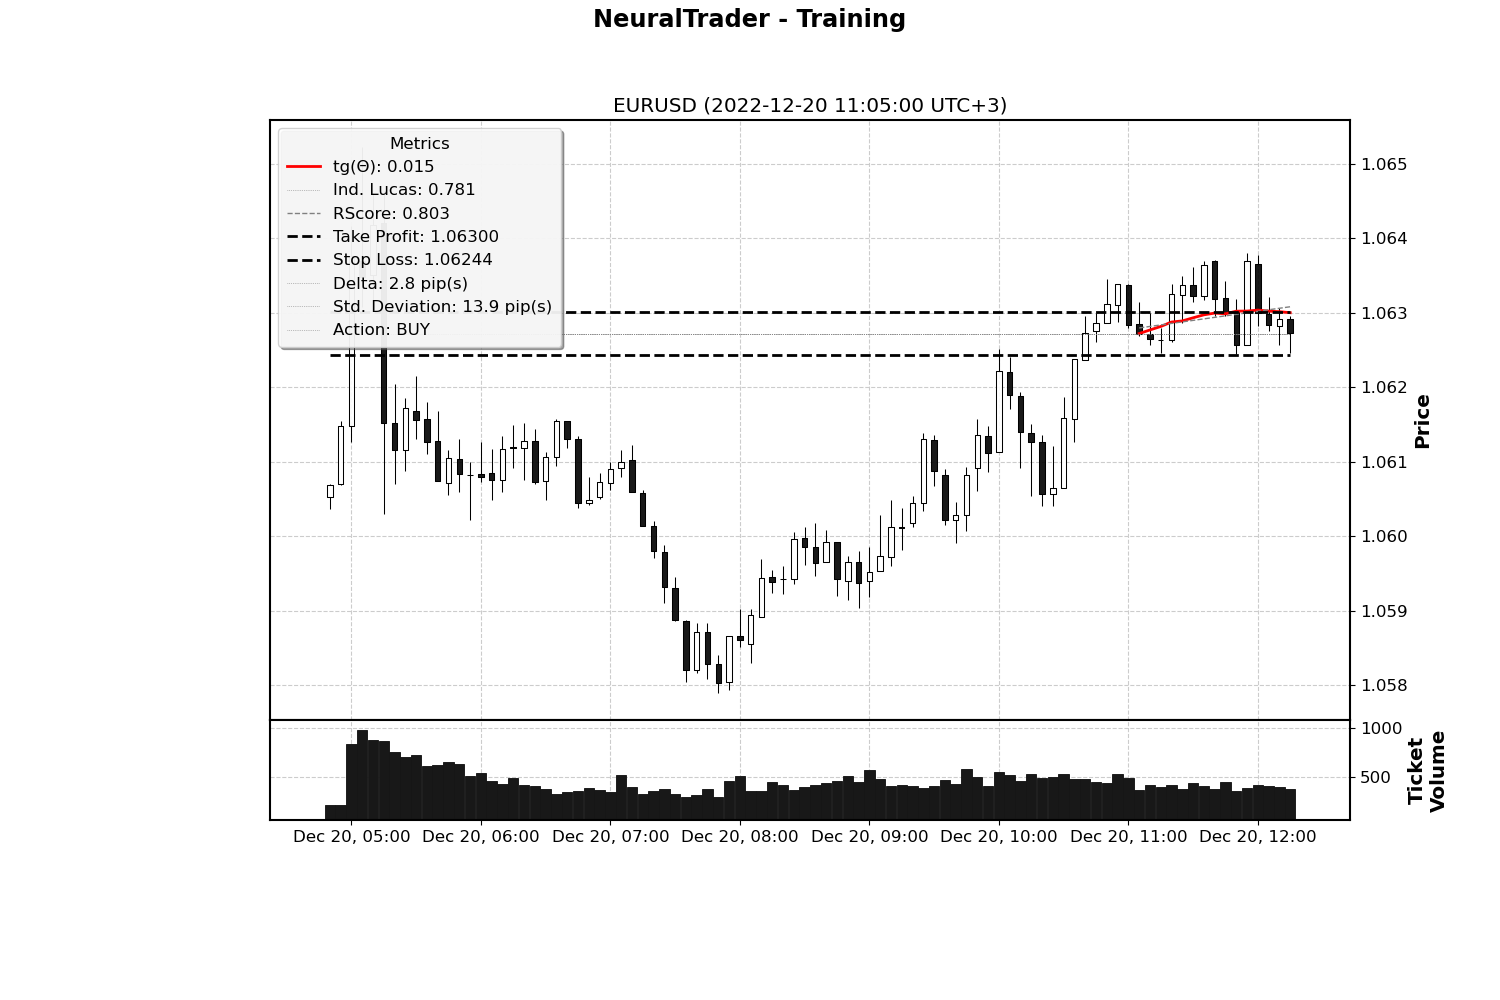 NeuralTrader - Training
EURUSD (2022-12-20 11:05:00 UTC+3)
Metrics
tg(Θ): 0.015
Ind. Lucas: 0.781
RScore: 0.803
Take Profit: 1.06300
Stop Loss: 1.06244
Delta: 2.8 pip(s)
Std. Deviation: 13.9 pip(s)
Action: BUY
1.065
1.064
1.063
1.062
1.061
1.060
1.059
1.058
Price
1000
500
Ticket
Volume
Dec 20, 05:00 Dec 20, 06:00 Dec 20, 07:00 Dec 20, 08:00 Dec 20, 09:00 Dec 20, 10:00 Dec 20, 11:00 Dec 20, 12:00